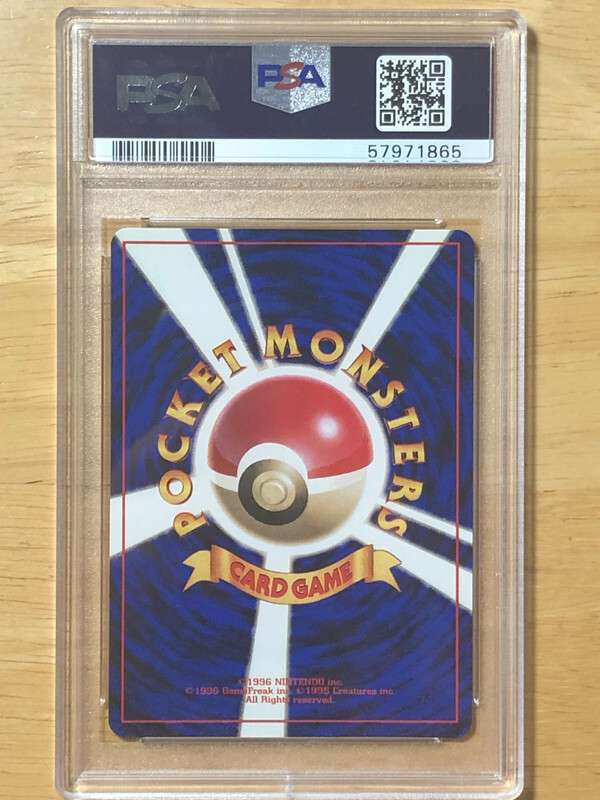 PSA
PSA
57971865
POCKET MONSTERS
CARD GAME
©1996 NINTENDO inc.
©1996 GameFreak inc. ©1996 Creatures inc.
All Rights reserved.